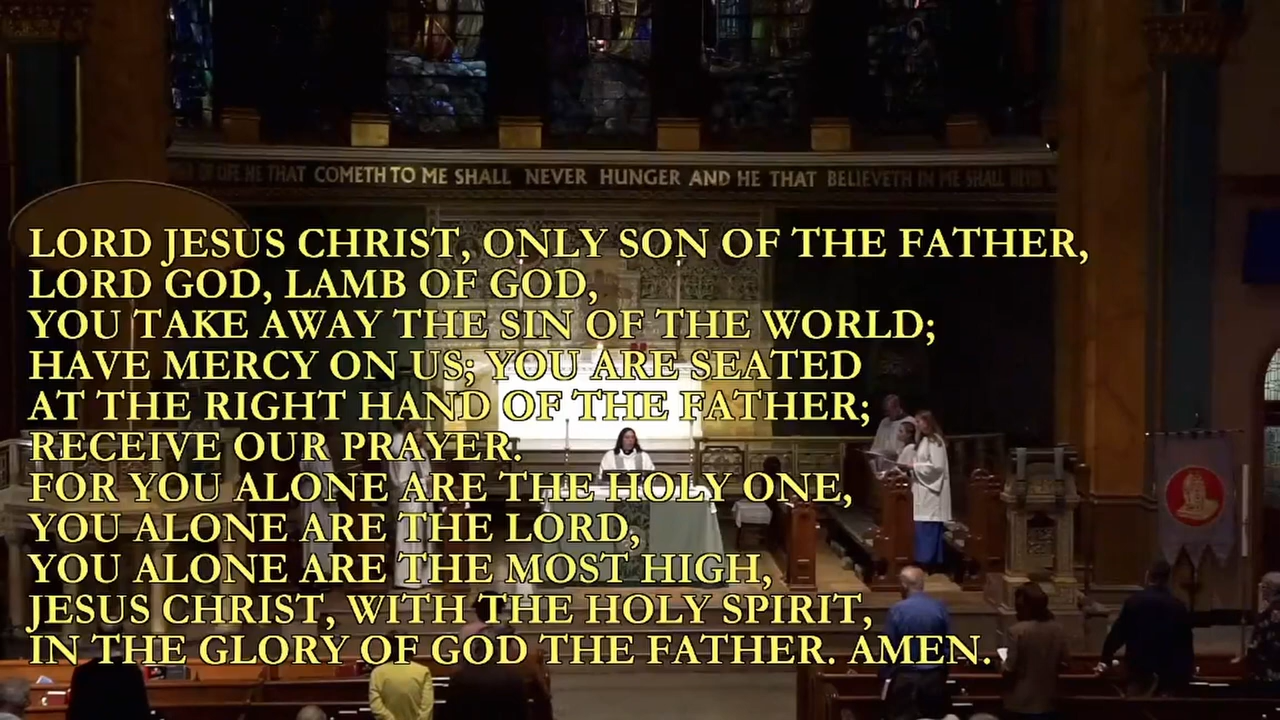 OF LIFE HE THAT COMETH TO ME SHALL NEVER HUNGER AND HE THAT BELIEVETH IN ME SHALL
LORD JESUS CHRIST, ONLY SON OF THE FATHER,
LORD GOD, LAMB OF GOD,
YOU TAKE AWAY THE SIN OF THE WORLD;
HAVE MERCY ON US; YOU ARE SEATED
AT THE RIGHT HAND OF THE FATHER;
RECEIVE OUR PRAYER.
FOR YOU ALONE ARE THE HOLY ONE,
YOU ALONE ARE THE LORD,
YOU ALONE ARE THE MOST HIGH,
JESUS CHRIST, WITH THE HOLY SPIRIT,
IN THE GLORY OF GOD THE FATHER. AMEN.